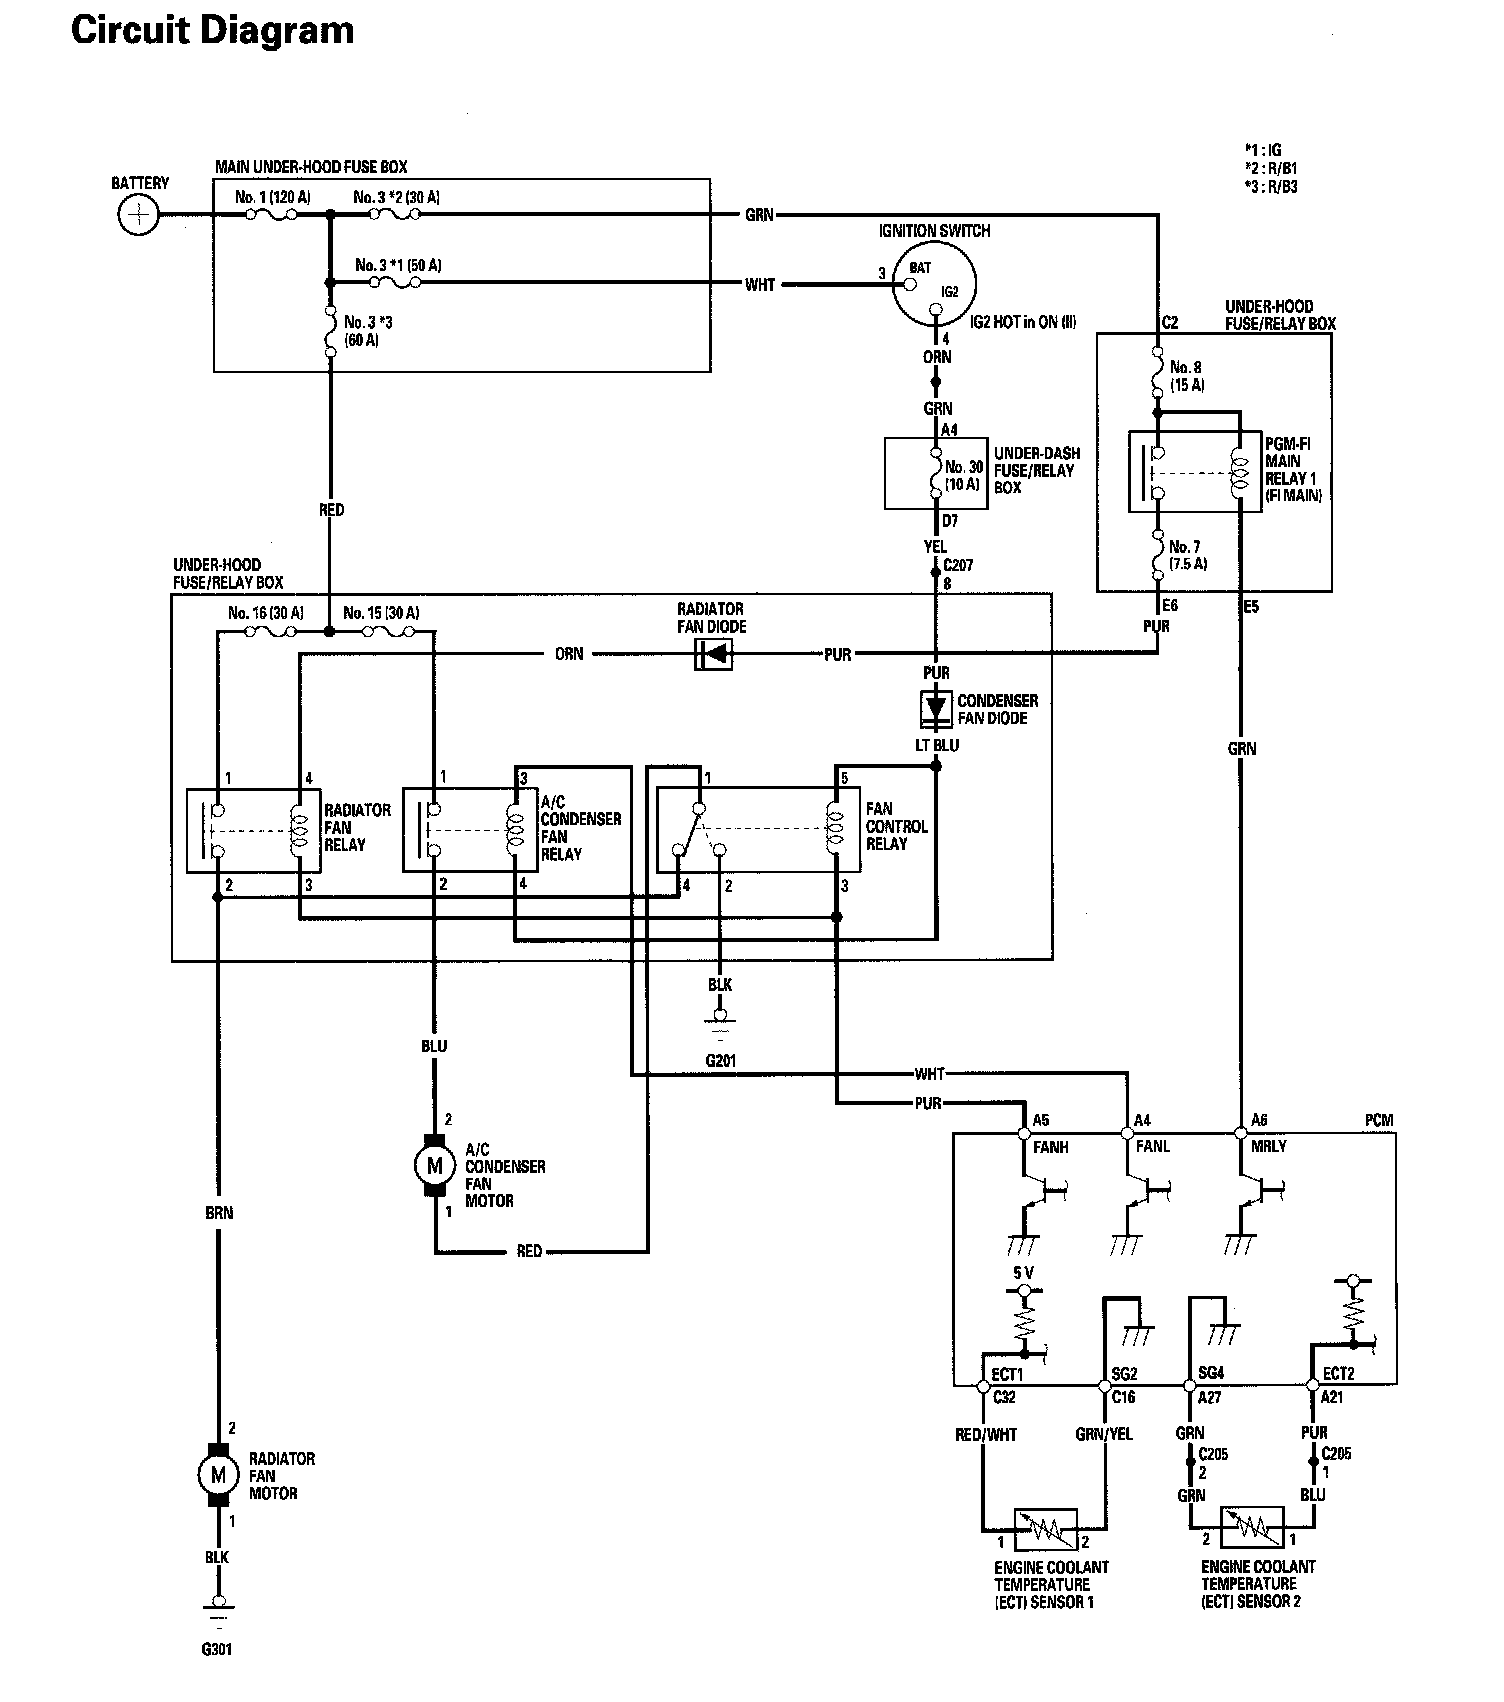 Circuit Diagram
*1 : IG
*2 : R/B1
*3 : R/B3
MAIN UNDER-HOOD FUSE BOX
BATTERY
No. 1 (120 A)
No. 3 *2 (30 A)
GRN
IGNITION SWITCH
No. 3 *1 (50 A)
WHT
3
BAT
IG2
IG2 HOT in ON (II)
No. 3 *3
(60 A)
4
ORN
GRN
A4
No. 30
(10 A)
UNDER-DASH
FUSE/RELAY
BOX
D7
YEL
C207
8
UNDER-HOOD
FUSE/RELAY BOX
C2
No. 8
(15 A)
PGM-FI
MAIN
RELAY 1
(FI MAIN)
No. 7
(7.5 A)
E6
E5
PUR
RED
UNDER-HOOD
FUSE/RELAY BOX
No. 16 (30 A)
No. 15 (30 A)
RADIATOR
FAN DIODE
ORN
PUR
PUR
CONDENSER
FAN DIODE
LT BLU
GRN
1
4
RADIATOR
FAN
RELAY
2
3
1
3
A/C
CONDENSER
FAN
RELAY
2
4
1
5
FAN
CONTROL
RELAY
4
2
3
BLK
G201
BLU
WHT
PUR
2
A/C
CONDENSER
FAN
MOTOR
M
1
RED
BRN
A5
A4
A6
PCM
FANH
FANL
MRLY
5 V
ECT1
SG2
SG4
ECT2
C32
C16
A27
A21
RED/WHT
GRN/YEL
GRN
PUR
C205
2
C205
1
GRN
BLU
1
2
2
1
ENGINE COOLANT
TEMPERATURE
(ECT) SENSOR 1
ENGINE COOLANT
TEMPERATURE
(ECT) SENSOR 2
2
RADIATOR
FAN
MOTOR
M
1
BLK
G301